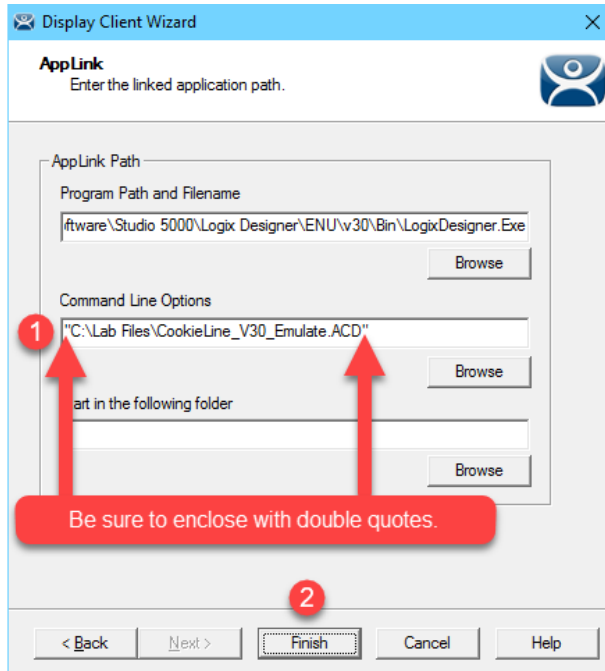 Display Client Wizard
AppLink
Enter the linked application path.
AppLink Path
Program Path and Filename
ftware\Studio 5000\Logix Designer\ENU\v30\Bin\LogixDesigner.Exe
Browse
Command Line Options
1
"C:\Lab Files\CookieLine_V30_Emulate.ACD"
Browse
art in the following folder
Browse
Be sure to enclose with double quotes.
2
< Back Next > Finish Cancel Help